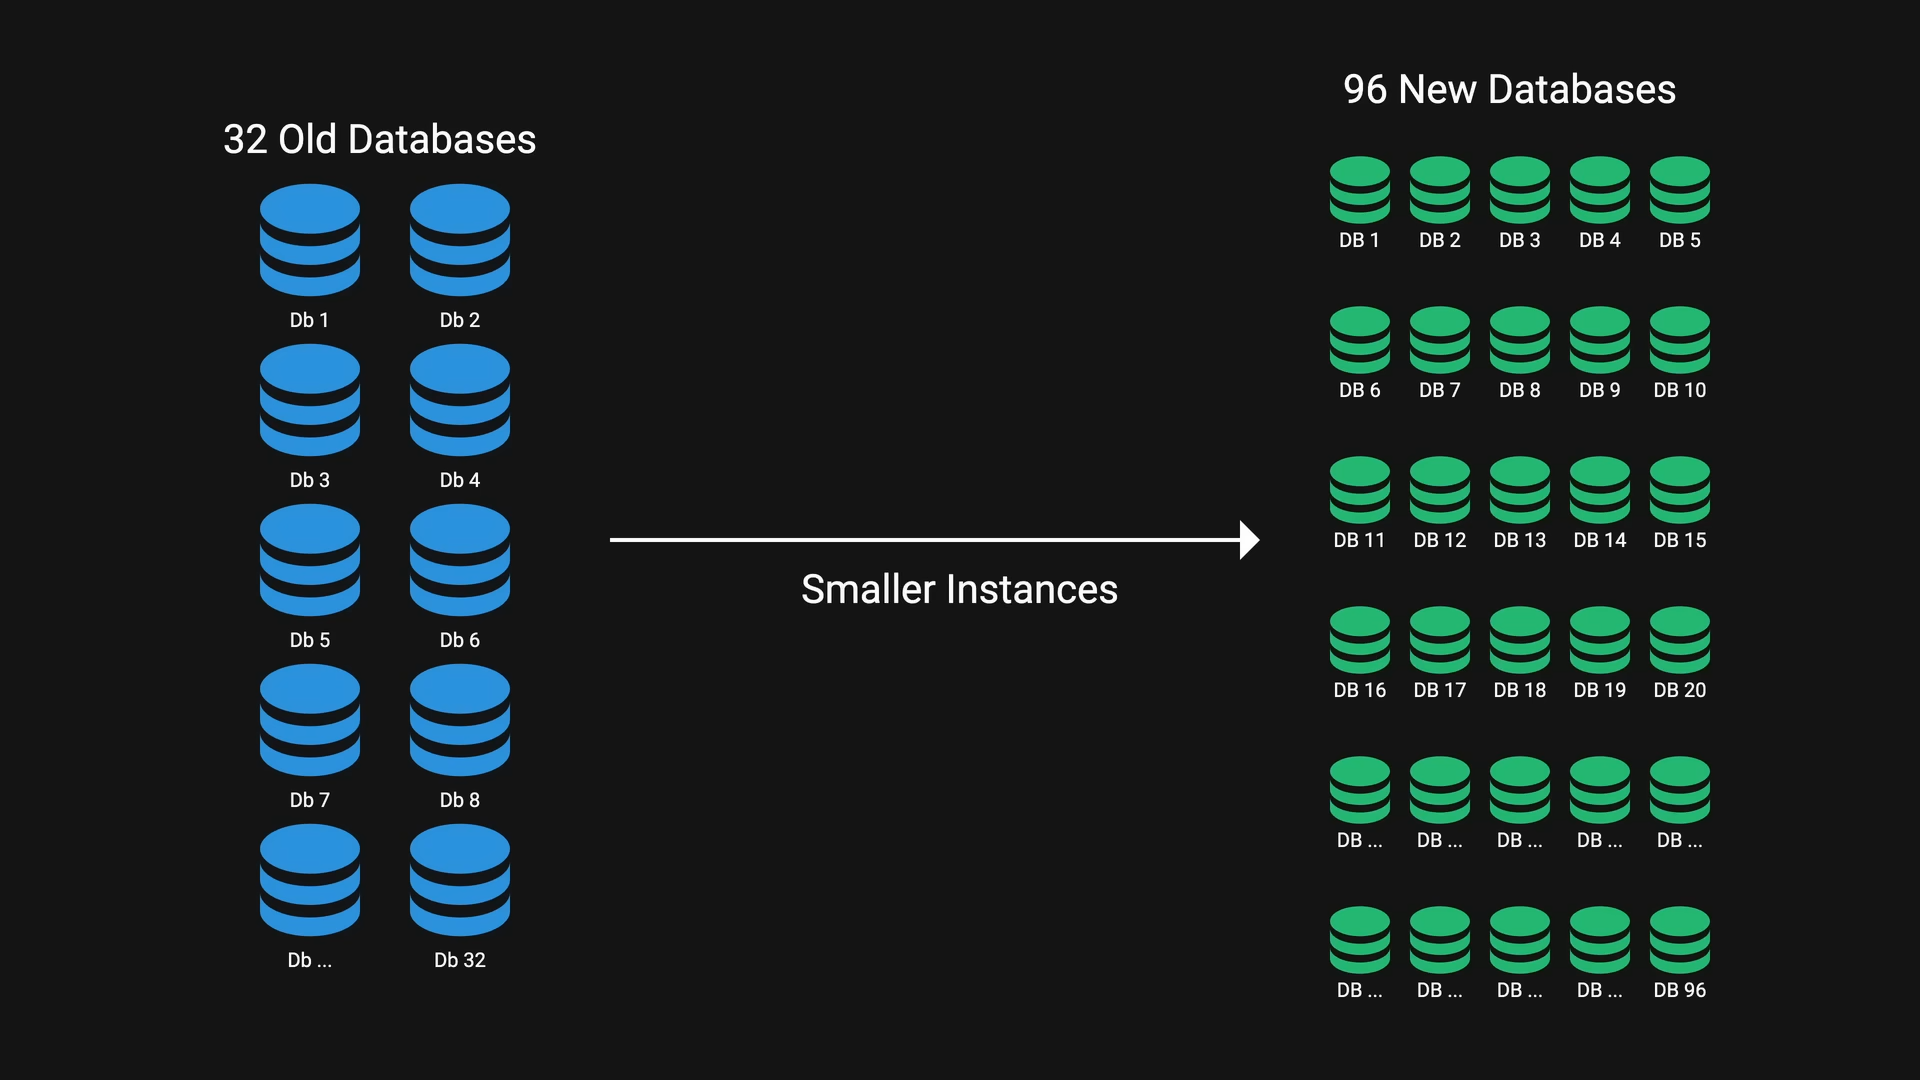 32 Old Databases
Db 1 Db 2
Db 3 Db 4
Db 5 Db 6
Db 7 Db 8
Db ... Db 32
Smaller Instances
96 New Databases
DB 1 DB 2 DB 3 DB 4 DB 5
DB 6 DB 7 DB 8 DB 9 DB 10
DB 11 DB 12 DB 13 DB 14 DB 15
DB 16 DB 17 DB 18 DB 19 DB 20
DB ... DB ... DB ... DB ... DB ...
DB ... DB ... DB ... DB ... DB 96